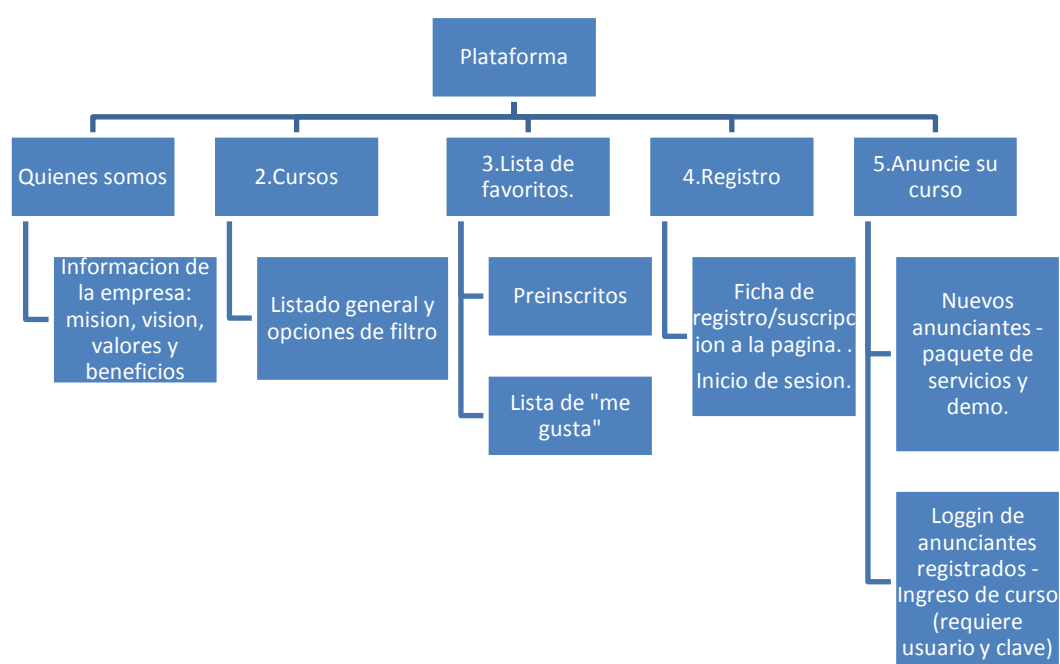 Plataforma
Quienes somos
2.Cursos
3.Lista de
favoritos.
4.Registro
5.Anuncie su
curso
Informacion de
la empresa:
mision, vision,
valores y
beneficios
Listado general y
opciones de filtro
Preinscritos
Lista de "me
gusta"
Ficha de
registro/suscripc
ion a la pagina. .
Inicio de sesion.
Nuevos
anunciantes -
paquete de
servicios y
demo.
Loggin de
anunciantes
registrados -
Ingreso de curso
(requiere
usuario y clave)